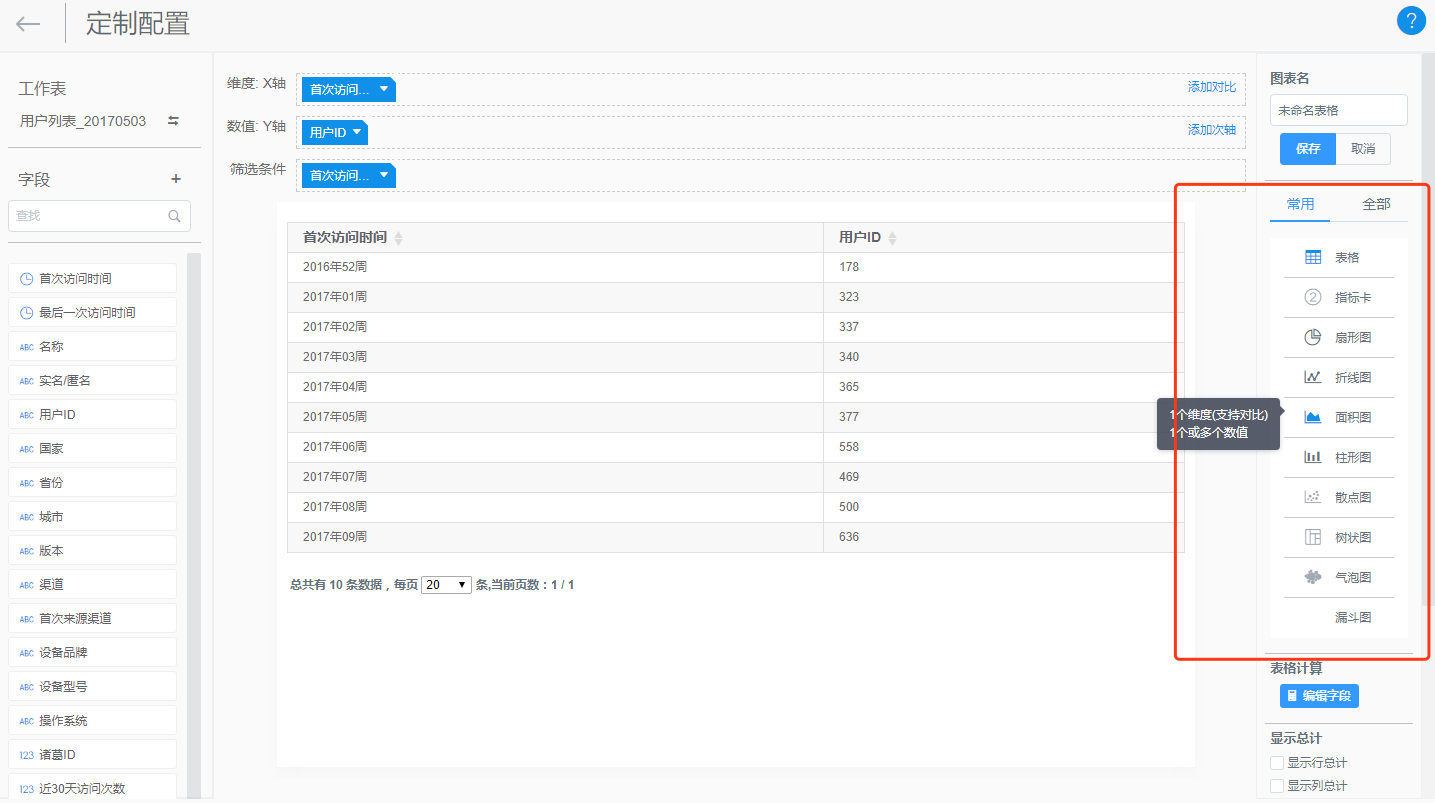 定制配置
?
工作表
用户列表_20170503
字段
+
查找
首次访问时间
最后一次访问时间
ABC 名称
ABC 实名/匿名
ABC 用户ID
ABC 国家
ABC 省份
ABC 城市
ABC 版本
ABC 渠道
ABC 首次来源渠道
ABC 设备品牌
ABC 设备型号
ABC 操作系统
123 诸葛ID
123 近30天访问次数
维度: X轴 首次访问... 添加对比
数值: Y轴 用户ID 添加次轴
筛选条件 首次访问...
首次访问时间 用户ID
2016年52周 178
2017年01周 323
2017年02周 337
2017年03周 340
2017年04周 365
2017年05周 377
2017年06周 558
2017年07周 469
2017年08周 500
2017年09周 636
总共有 10 条数据，每页 20 条,当前页数：1 / 1
图表名
未命名表格
保存 取消
常用 全部
表格
2 指标卡
扇形图
折线图
1个维度(支持对比)
1个或多个数值
面积图
柱形图
散点图
树状图
气泡图
漏斗图
表格计算
编辑字段
显示总计
显示行总计
显示列总计